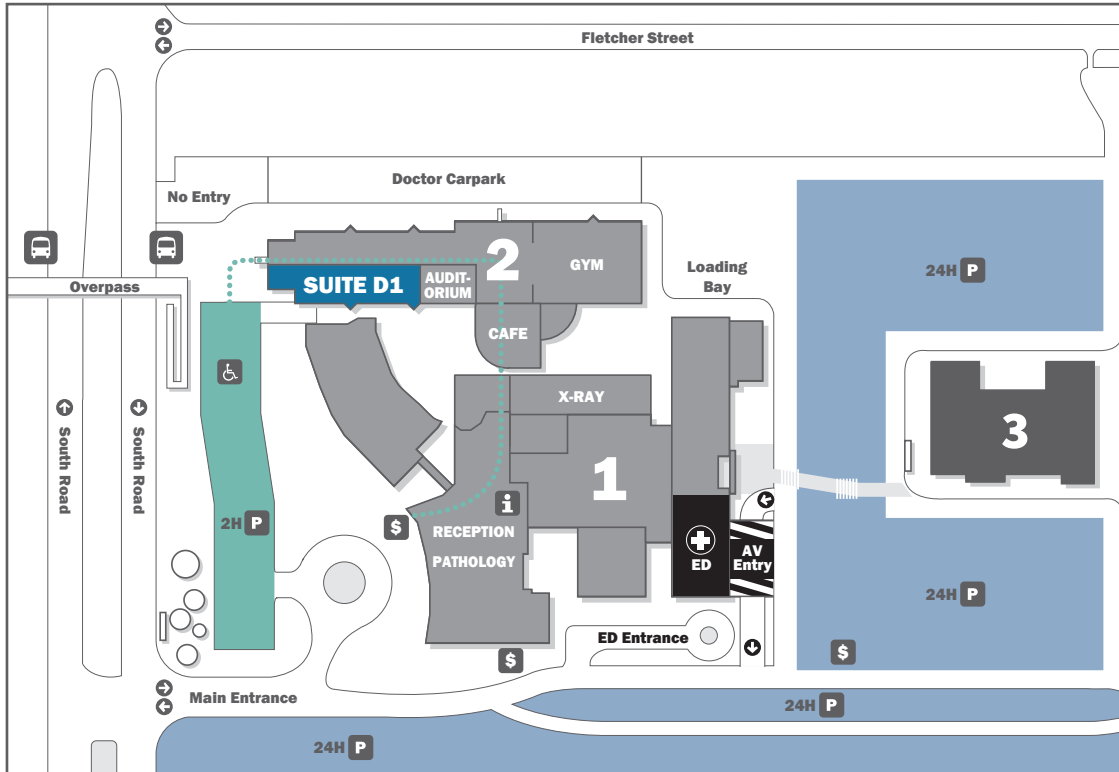 Fletcher Street
Doctor Carpark
No Entry
2
GYM
Loading
Bay
24H P
Overpass
SUITE D1
AUDIT-
ORIUM
CAFE
X-RAY
3
South Road
South Road
1
i
$
2H P
RECEPTION
PATHOLOGY
ED
AV
Entry
24H P
ED Entrance
$
$
Main Entrance
24H P
24H P